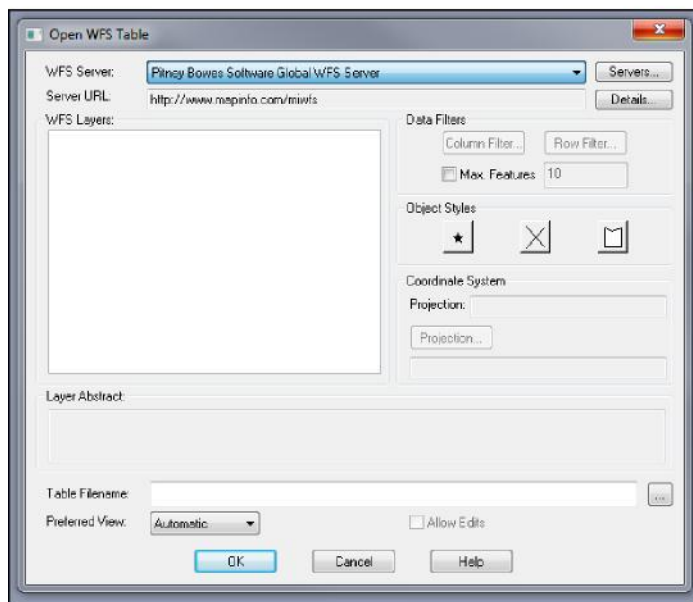 Open WFS Table
WFS Server: Pitney Bowes Software Global WFS Server Servers...
Server URL: http://www.mapinfo.com/miwfs Details...
WFS Layers: Data Filters
Column Filter... Row Filter...
Max. Features 10
Object Styles
Coordinate System
Projection:
Projection...
Layer Abstract:
Table Filename: ...
Preferred View: Automatic Allow Edits
OK Cancel Help